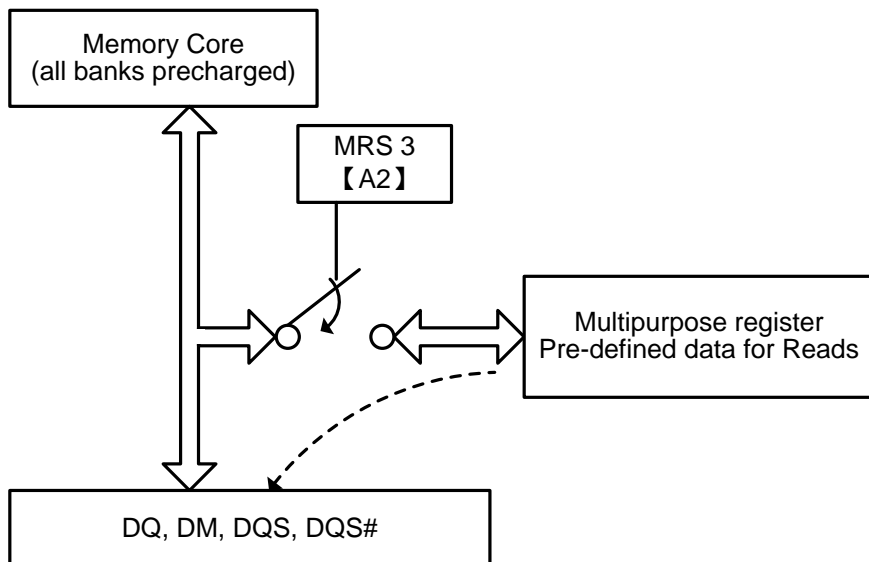 Memory Core
(all banks precharged)
MRS 3
【A2】
Multipurpose register
Pre-defined data for Reads
DQ, DM, DQS, DQS#